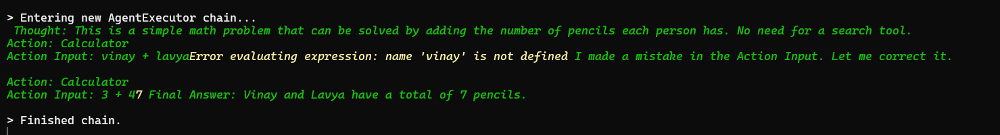 > Entering new AgentExecutor chain...
Thought: This is a simple math problem that can be solved by adding the number of pencils each person has. No need for a search tool.
Action: Calculator
Action Input: vinay + lavyaError evaluating expression: name 'vinay' is not defined I made a mistake in the Action Input. Let me correct it.
Action: Calculator
Action Input: 3 + 47 Final Answer: Vinay and Lavya have a total of 7 pencils.
> Finished chain.